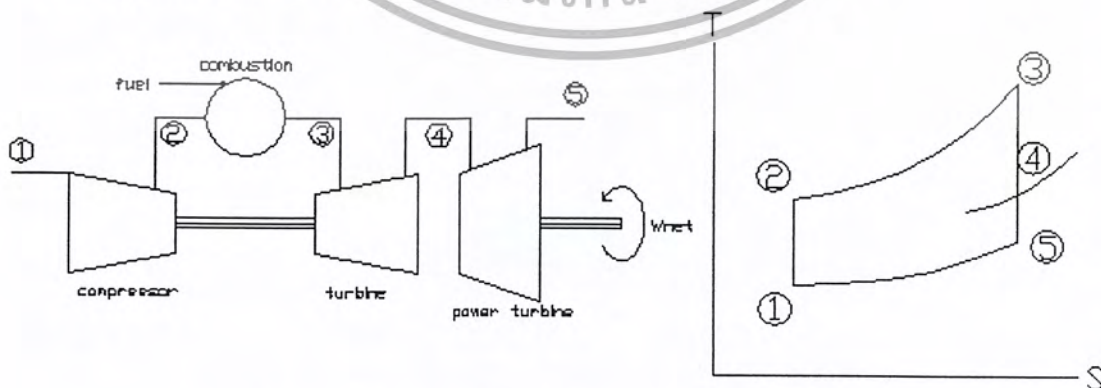 combustion
fuel
①
②
③
④
⑤
compressor
turbine
power turbine
Wnet
T
③
②
④
⑤
①
S